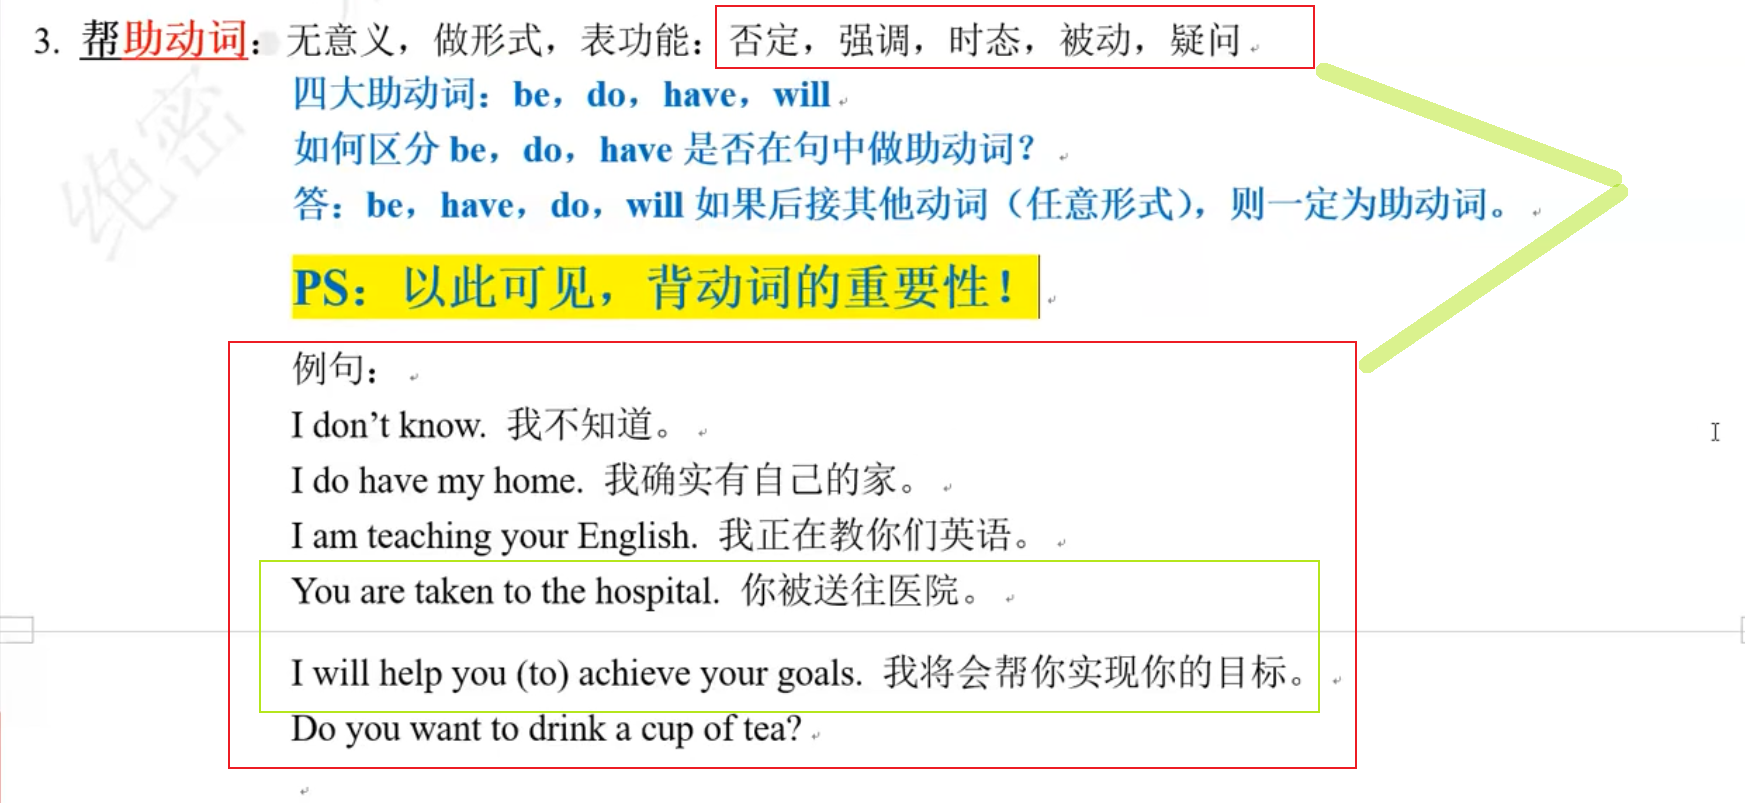 3. 帮助动词：无意义，做形式，表功能：否定，强调，时态，被动，疑问
四大助动词：be，do，have，will
如何区分 be，do，have 是否在句中做助动词？
答：be，have，do，will 如果后接其他动词（任意形式），则一定为助动词。
PS：以此可见，背动词的重要性！
例句：
I don’t know. 我不知道。
I do have my home. 我确实有自己的家。
I am teaching your English. 我正在教你们英语。
You are taken to the hospital. 你被送往医院。
I will help you (to) achieve your goals. 我将会帮你实现你的目标。
Do you want to drink a cup of tea?
绝密